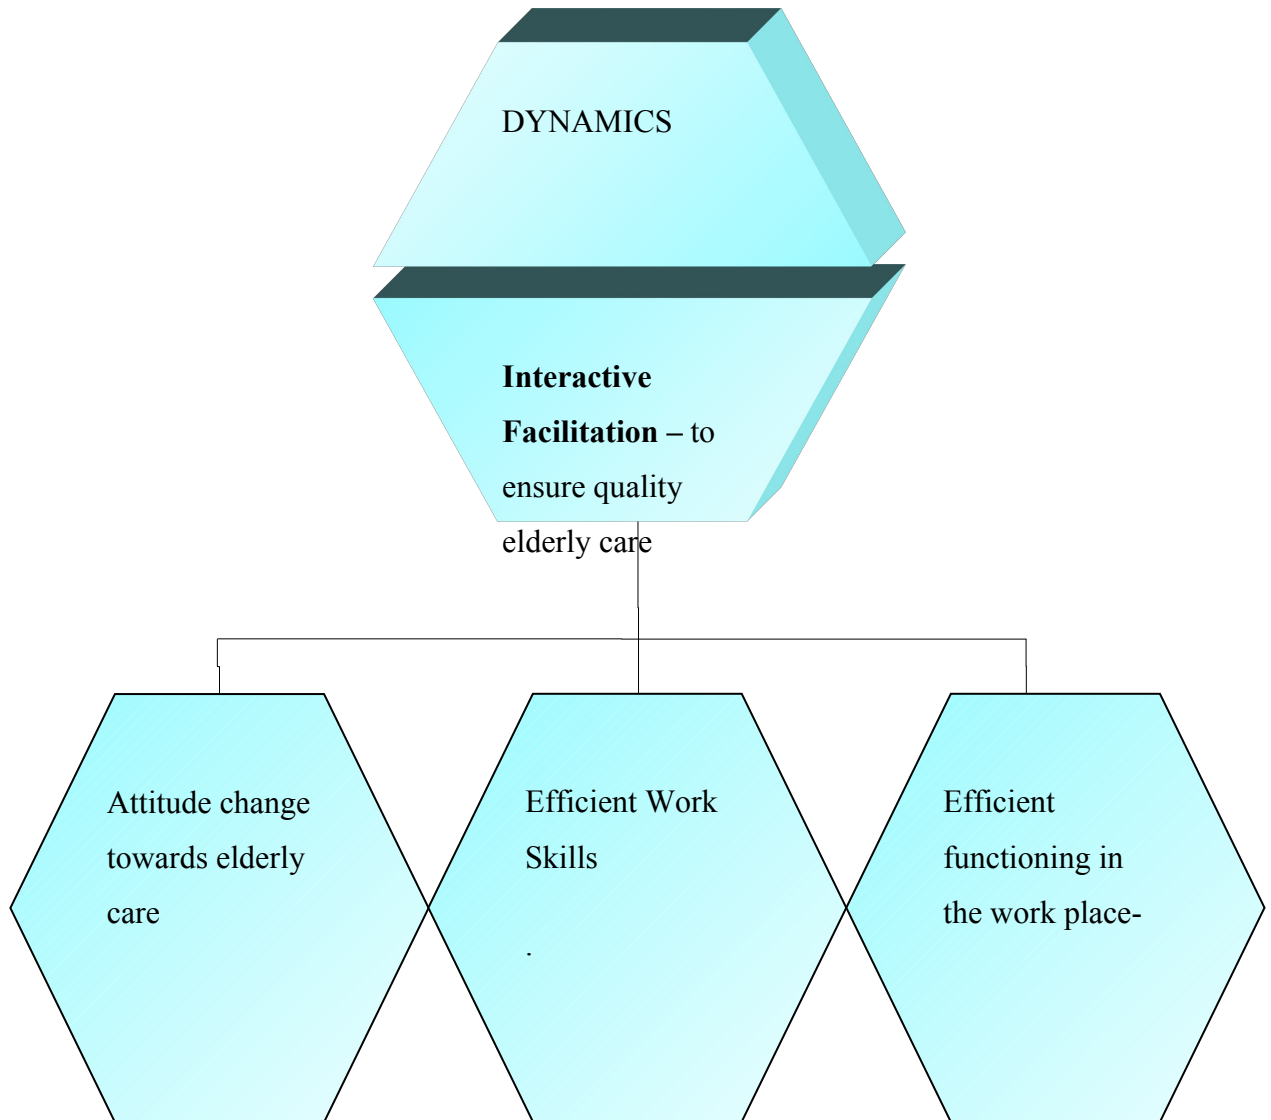 DYNAMICS
Interactive
Facilitation – to
ensure quality
elderly care
Attitude change
towards elderly
care
Efficient Work
Skills
.
Efficient
functioning in
the work place-